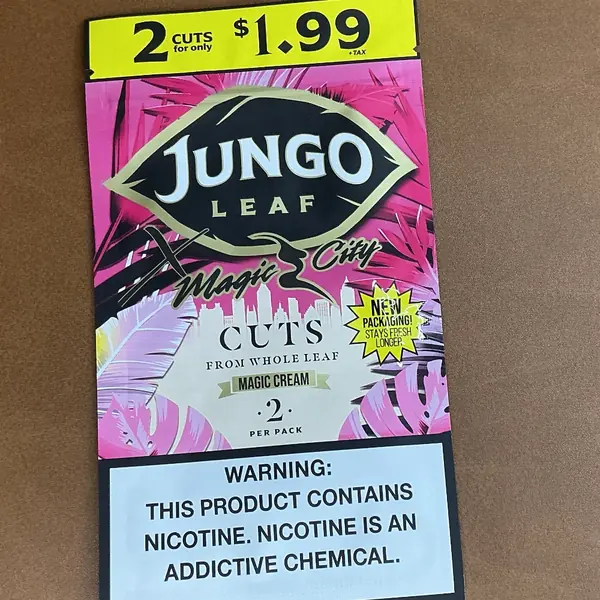 2 CUTS for only $1.99
+TAX
JUNGO
LEAF
X Magic City
CUTS
FROM WHOLE LEAF
MAGIC CREAM
·2·
PER PACK
NEW
PACKAGING!
STAYS FRESH
LONGER.
WARNING:
THIS PRODUCT CONTAINS
NICOTINE. NICOTINE IS AN
ADDICTIVE CHEMICAL.